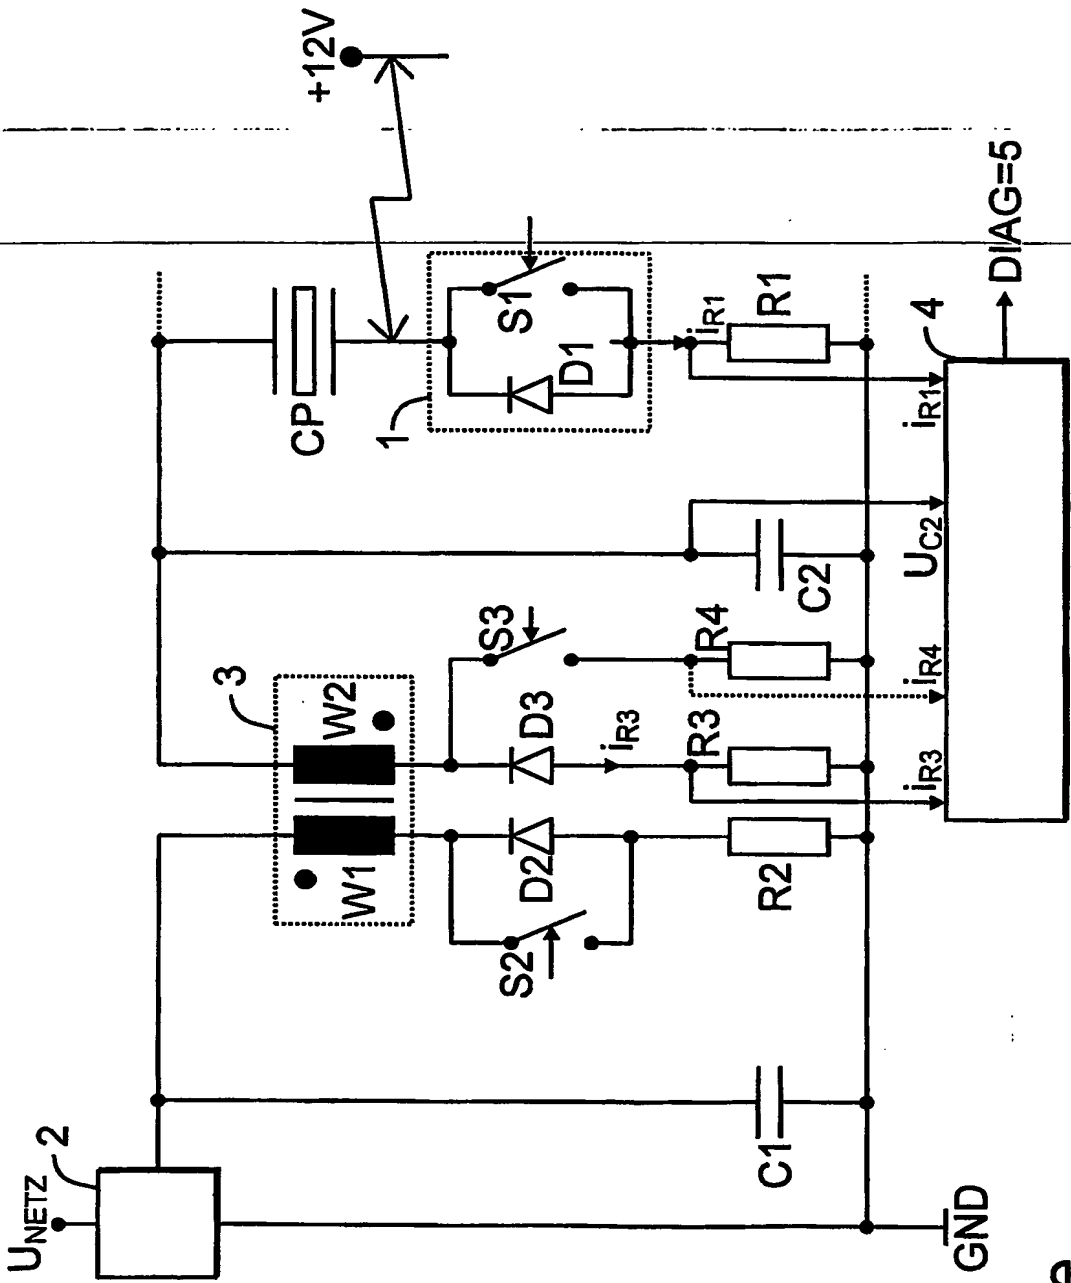 +12V
DIAG=5
CP
1
S1
D1
iR1
R1
4
iR1
UC2
C2
3
W2
W1
S3
D3
iR3
R4
R3
iR4
iR3
D2
S2
R2
C1
2
UNETZ
GND
e